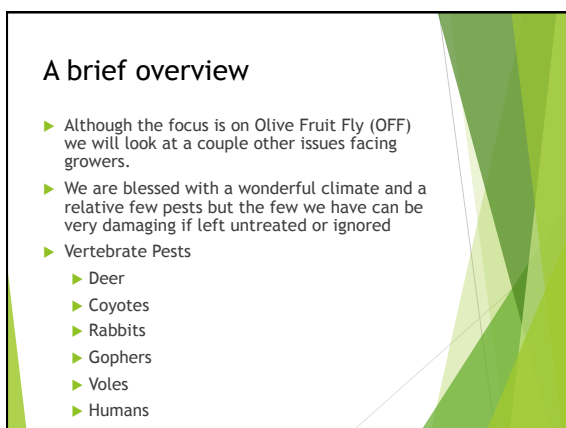 A brief overview
Although the focus is on Olive Fruit Fly (OFF)
we will look at a couple other issues facing
growers.
We are blessed with a wonderful climate and a
relative few pests but the few we have can be
very damaging if left untreated or ignored
Vertebrate Pests
Deer
Coyotes
Rabbits
Gophers
Voles
Humans